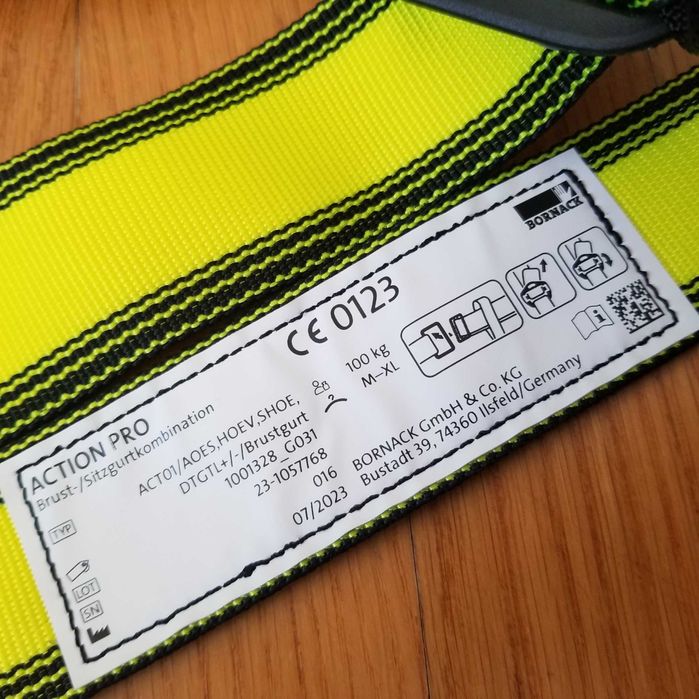 BORNACK
CE 0123
ACTION PRO
Brust-/Sitzgurtkombination
TYP
ACT01/AOES,HOEV,SHOE,
DTGTL+/-/Brustgurt
1001328_G031
LOT
23-1057768
SN
016
07/2023
100 kg
M–XL
BORNACK GmbH & Co. KG
Bustadt 39, 74360 Ilsfeld/Germany